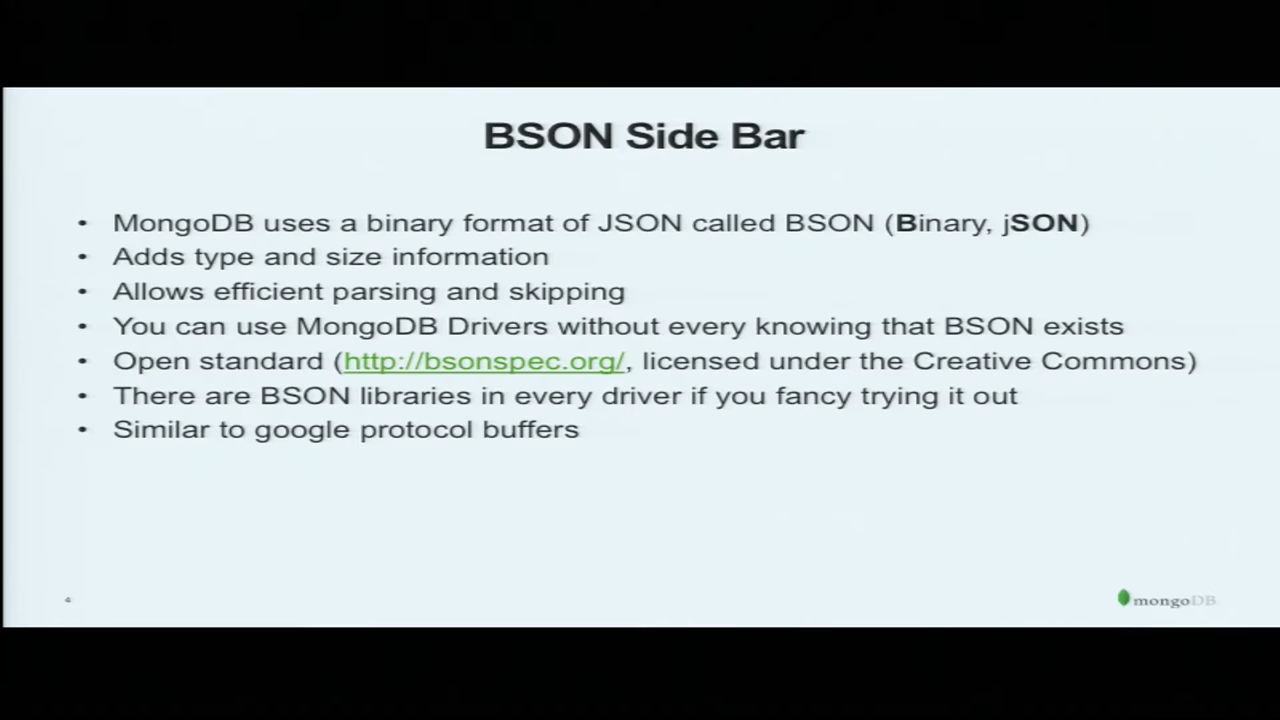 BSON Side Bar
• MongoDB uses a binary format of JSON called BSON (Binary, jSON)
• Adds type and size information
• Allows efficient parsing and skipping
• You can use MongoDB Drivers without every knowing that BSON exists
• Open standard (http://bsonspec.org/, licensed under the Creative Commons)
• There are BSON libraries in every driver if you fancy trying it out
• Similar to google protocol buffers
4
mongoDB